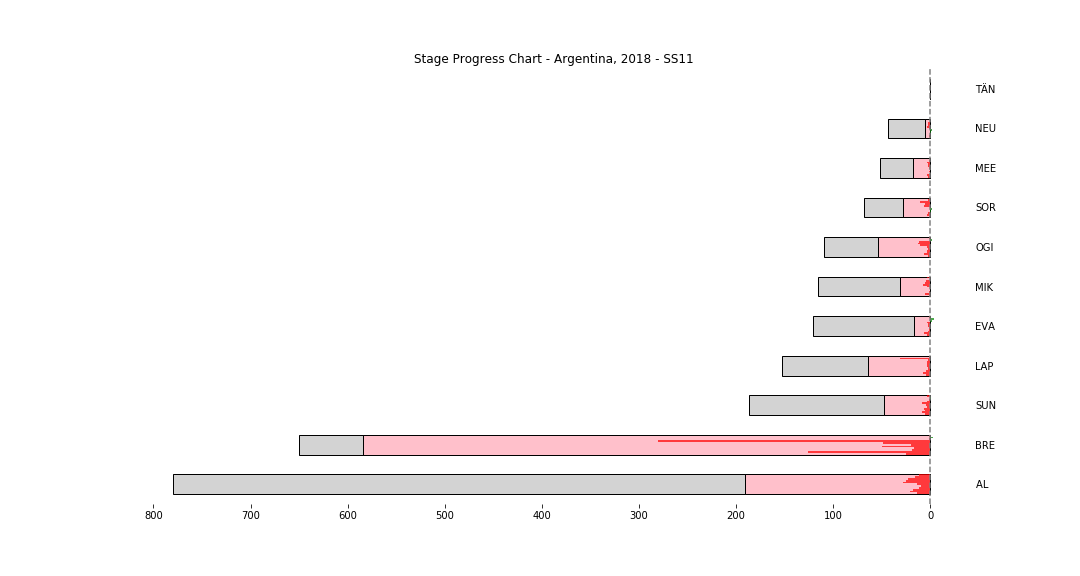 Stage Progress Chart - Argentina, 2018 - SS11
TÄN
NEU
MEE
SOR
OGI
MIK
EVA
LAP
SUN
BRE
AL
800 700 600 500 400 300 200 100 0